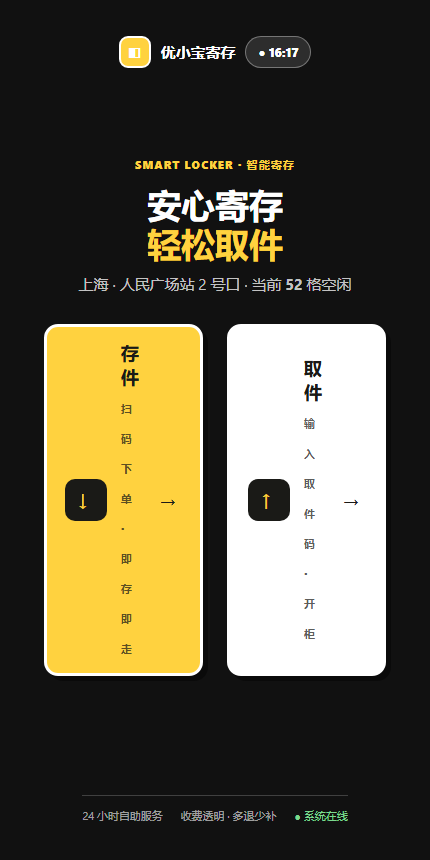 优小宝寄存
● 16:17
SMART LOCKER · 智能寄存
安心寄存
轻松取件
上海 · 人民广场站 2 号口 · 当前 52 格空闲
↓
存件
扫码下单 · 即存即走
→
↑
取件
输入取件码 · 开柜
→
24 小时自助服务
收费透明 · 多退少补
● 系统在线